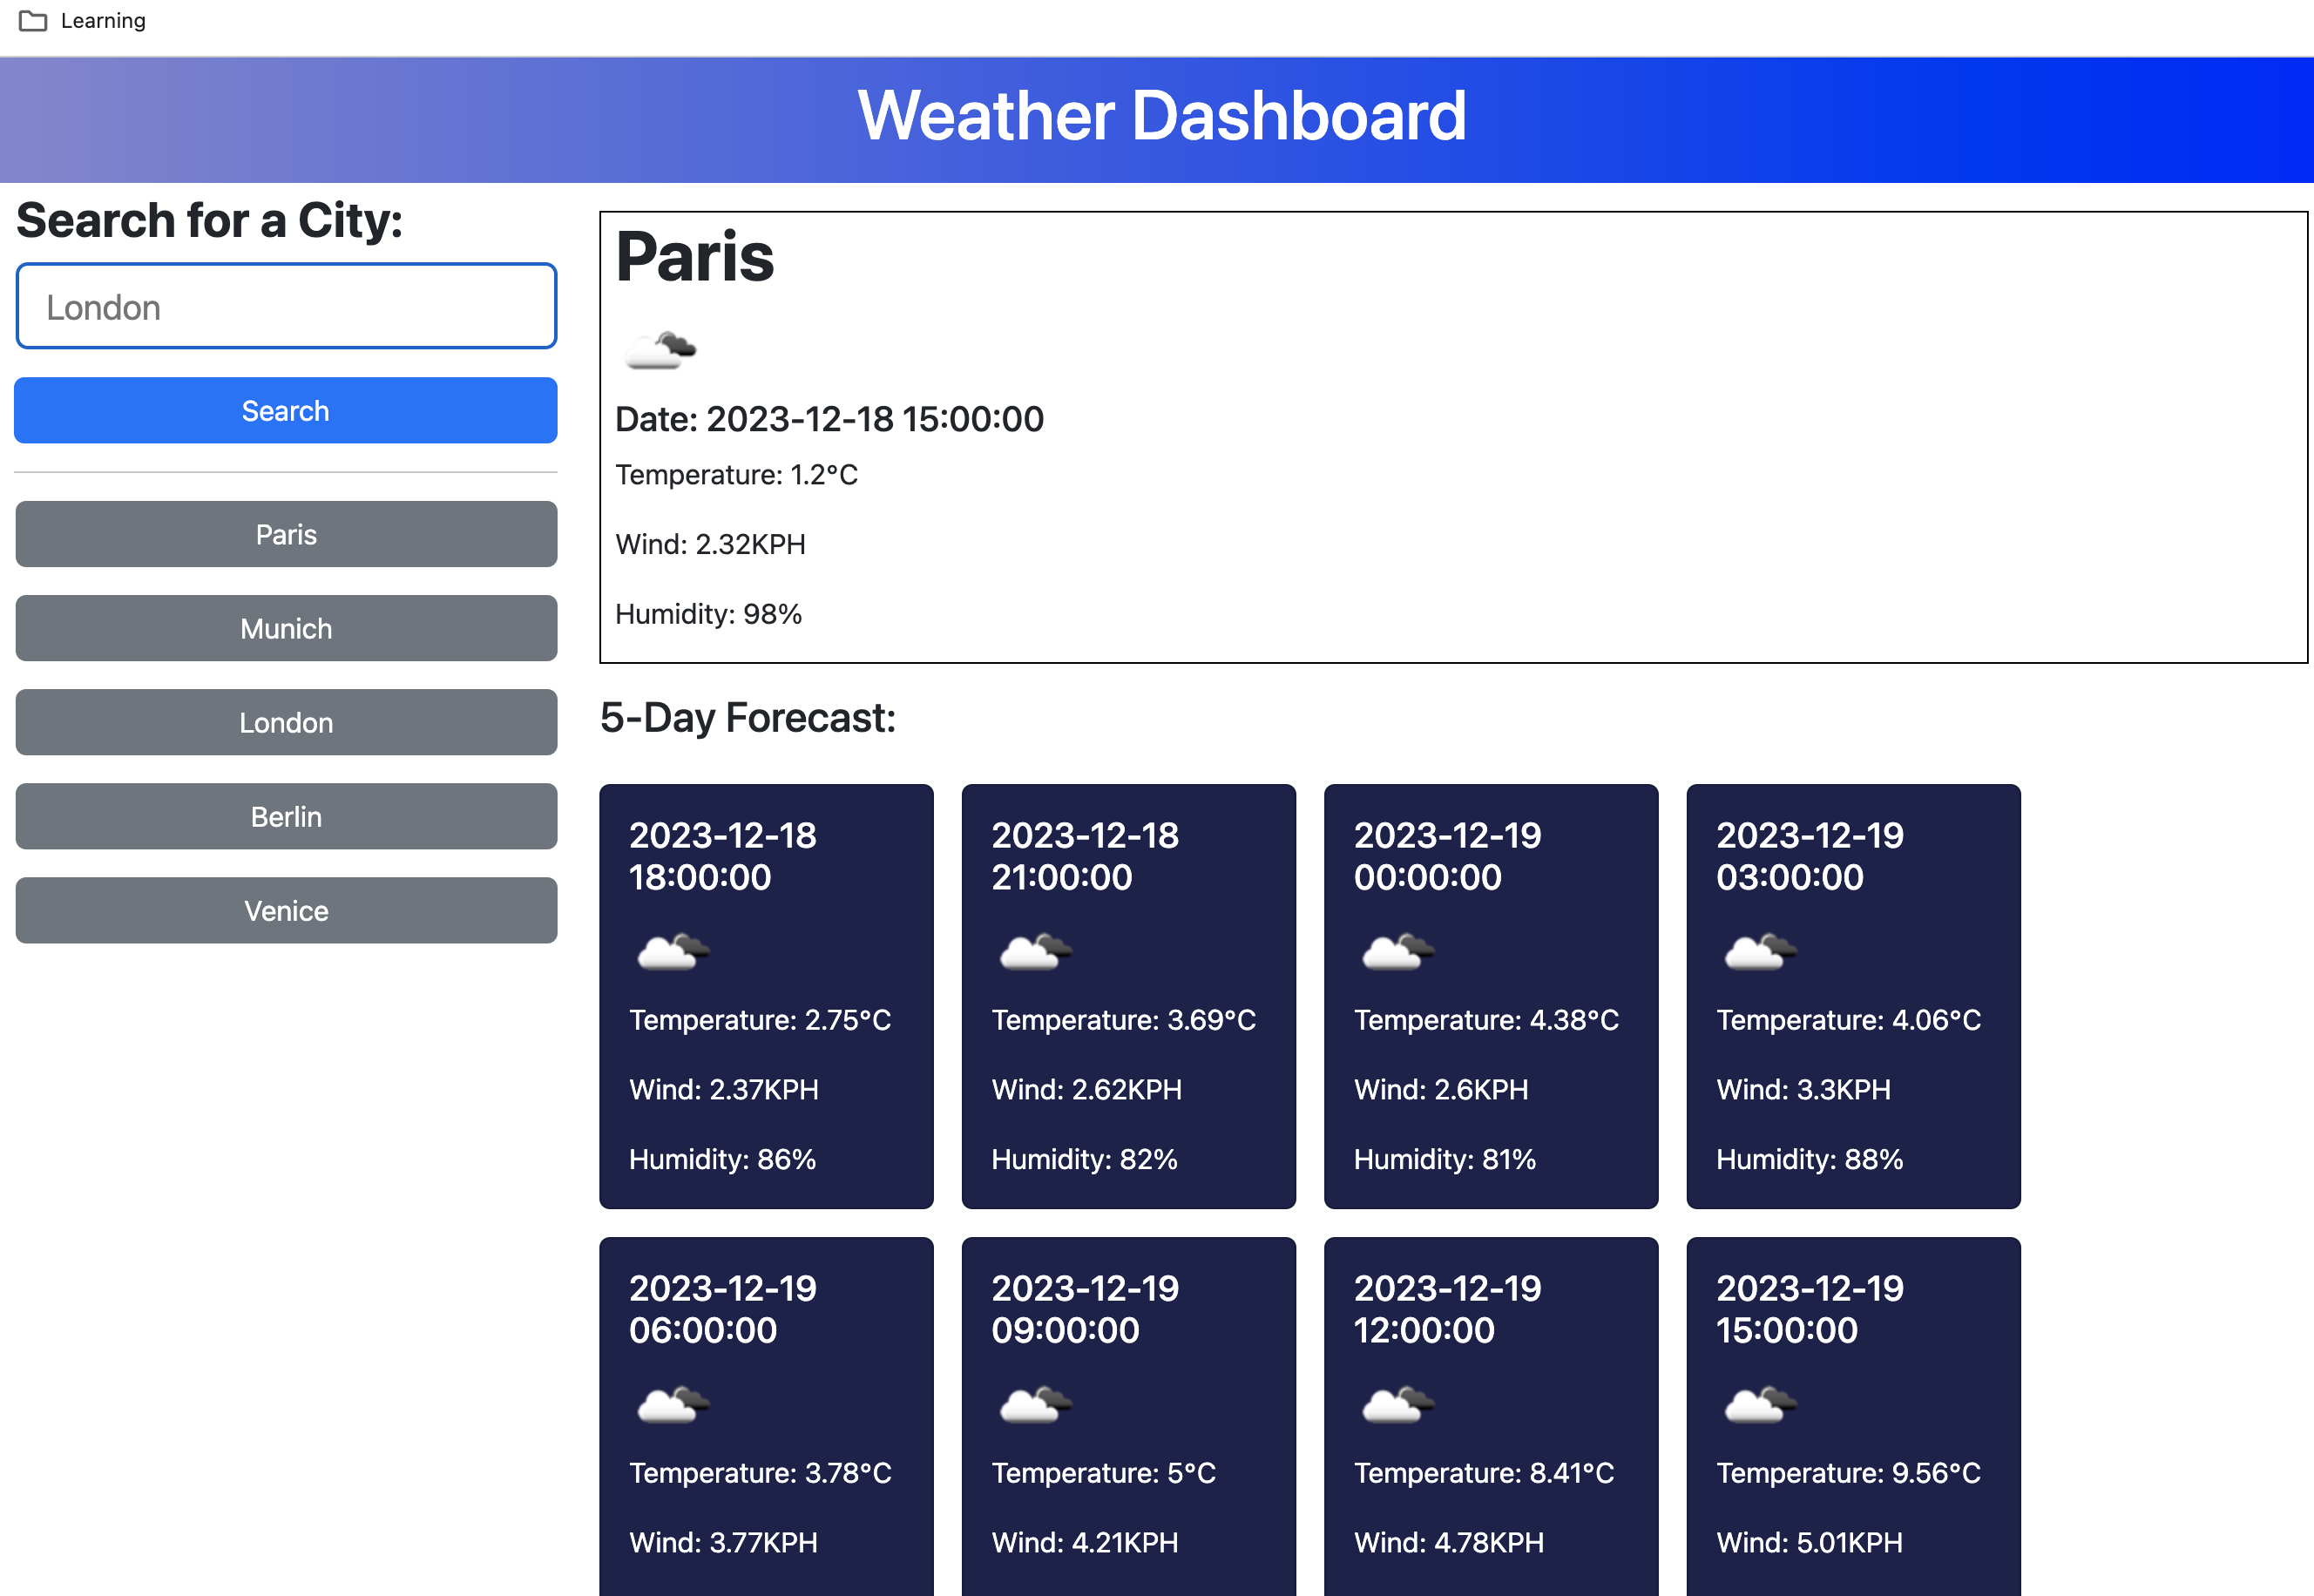 Learning
Weather Dashboard
Search for a City:
London
Search
Paris
Munich
London
Berlin
Venice
Paris
Date: 2023-12-18 15:00:00
Temperature: 1.2°C
Wind: 2.32KPH
Humidity: 98%
5-Day Forecast:
2023-12-18
18:00:00
Temperature: 2.75°C
Wind: 2.37KPH
Humidity: 86%
2023-12-18
21:00:00
Temperature: 3.69°C
Wind: 2.62KPH
Humidity: 82%
2023-12-19
00:00:00
Temperature: 4.38°C
Wind: 2.6KPH
Humidity: 81%
2023-12-19
03:00:00
Temperature: 4.06°C
Wind: 3.3KPH
Humidity: 88%
2023-12-19
06:00:00
Temperature: 3.78°C
Wind: 3.77KPH
2023-12-19
09:00:00
Temperature: 5°C
Wind: 4.21KPH
2023-12-19
12:00:00
Temperature: 8.41°C
Wind: 4.78KPH
2023-12-19
15:00:00
Temperature: 9.56°C
Wind: 5.01KPH